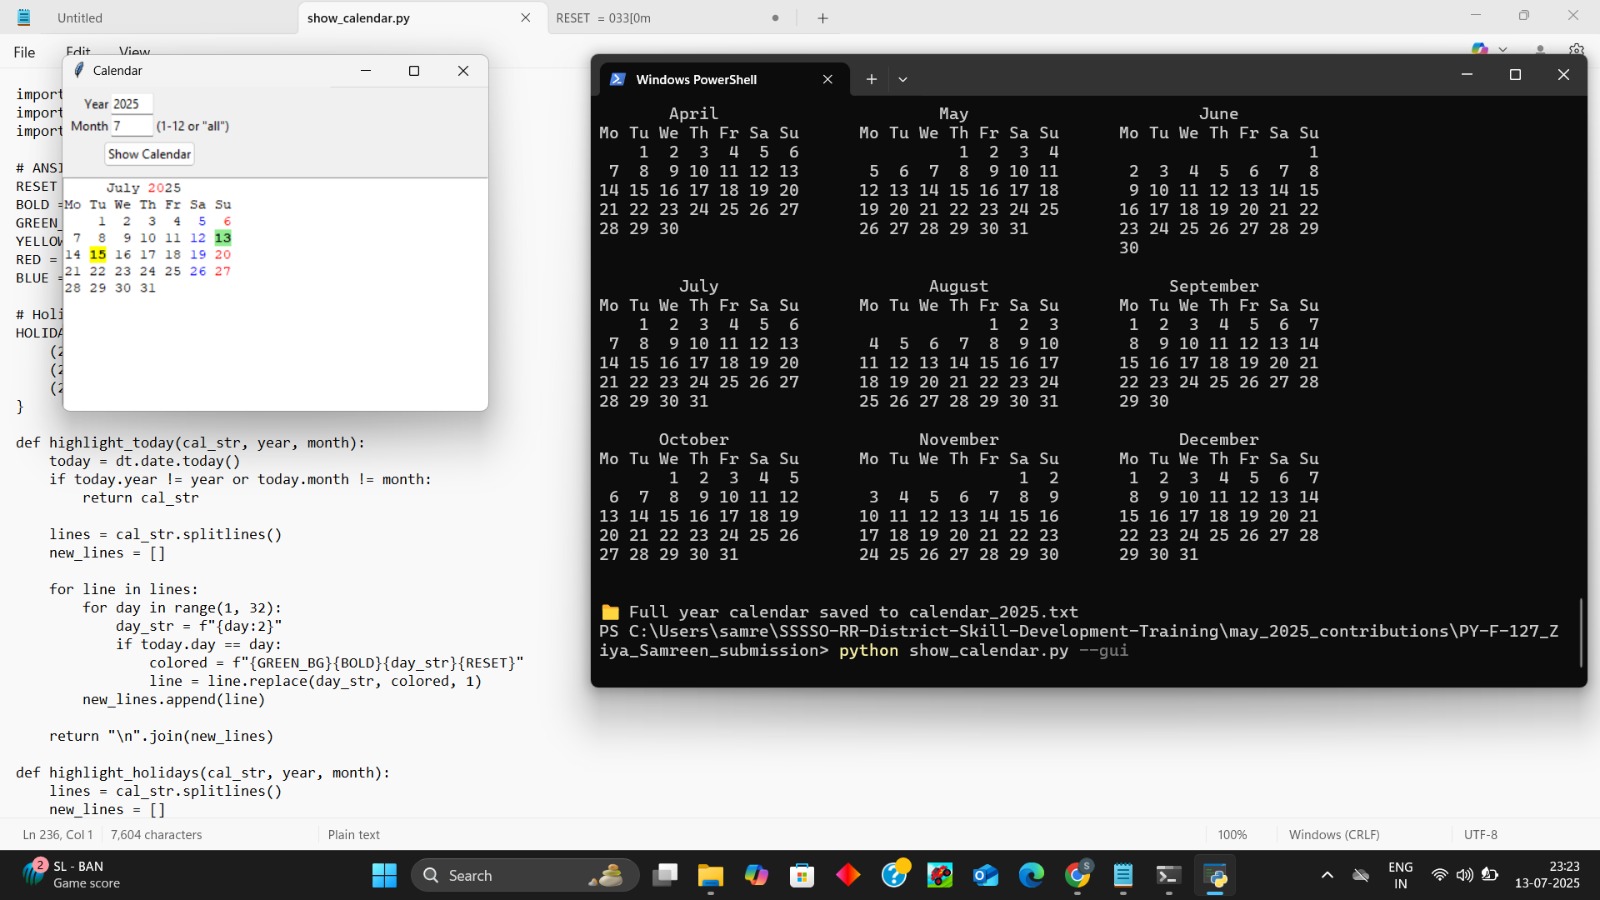 Untitled
show_calendar.py
RESET = 033[0m
File Edit View
Calendar
Year 2025
Month 7 (1-12 or "all")
Show Calendar
July 2025
Mo Tu We Th Fr Sa Su
1 2 3 4 5 6
7 8 9 10 11 12 13
14 15 16 17 18 19 20
21 22 23 24 25 26 27
28 29 30 31
import
import
import
# ANSI
RESET
BOLD =
GREEN_
YELLOW
RED =
BLUE =
# Holi
HOLIDA
(2
(2
(2
}
def highlight_today(cal_str, year, month):
today = dt.date.today()
if today.year != year or today.month != month:
return cal_str
lines = cal_str.splitlines()
new_lines = []
for line in lines:
for day in range(1, 32):
day_str = f"{day:2}"
if today.day == day:
colored = f"{GREEN_BG}{BOLD}{day_str}{RESET}"
line = line.replace(day_str, colored, 1)
new_lines.append(line)
return "\n".join(new_lines)
def highlight_holidays(cal_str, year, month):
lines = cal_str.splitlines()
new_lines = []
Ln 236, Col 1 7,604 characters Plain text 100% Windows (CRLF) UTF-8
Windows PowerShell
April May June
Mo Tu We Th Fr Sa Su Mo Tu We Th Fr Sa Su Mo Tu We Th Fr Sa Su
1 2 3 4 5 6 1 2 3 4 1
7 8 9 10 11 12 13 5 6 7 8 9 10 11 2 3 4 5 6 7 8
14 15 16 17 18 19 20 12 13 14 15 16 17 18 9 10 11 12 13 14 15
21 22 23 24 25 26 27 19 20 21 22 23 24 25 16 17 18 19 20 21 22
28 29 30 26 27 28 29 30 31 23 24 25 26 27 28 29
30
July August September
Mo Tu We Th Fr Sa Su Mo Tu We Th Fr Sa Su Mo Tu We Th Fr Sa Su
1 2 3 4 5 6 1 2 3 1 2 3 4 5 6 7
7 8 9 10 11 12 13 4 5 6 7 8 9 10 8 9 10 11 12 13 14
14 15 16 17 18 19 20 11 12 13 14 15 16 17 15 16 17 18 19 20 21
21 22 23 24 25 26 27 18 19 20 21 22 23 24 22 23 24 25 26 27 28
28 29 30 31 25 26 27 28 29 30 31 29 30
October November December
Mo Tu We Th Fr Sa Su Mo Tu We Th Fr Sa Su Mo Tu We Th Fr Sa Su
1 2 3 4 5 1 2 1 2 3 4 5 6 7
6 7 8 9 10 11 12 3 4 5 6 7 8 9 8 9 10 11 12 13 14
13 14 15 16 17 18 19 10 11 12 13 14 15 16 15 16 17 18 19 20 21
20 21 22 23 24 25 26 17 18 19 20 21 22 23 22 23 24 25 26 27 28
27 28 29 30 31 24 25 26 27 28 29 30 29 30 31
Full year calendar saved to calendar_2025.txt
PS C:\Users\samre\SSSSO-RR-District-Skill-Development-Training\may_2025_contributions\PY-F-127_Z
iya_Samreen_submission> python show_calendar.py --gui
2
SL - BAN
Game score
Search
S
ENG
IN
23:23
13-07-2025